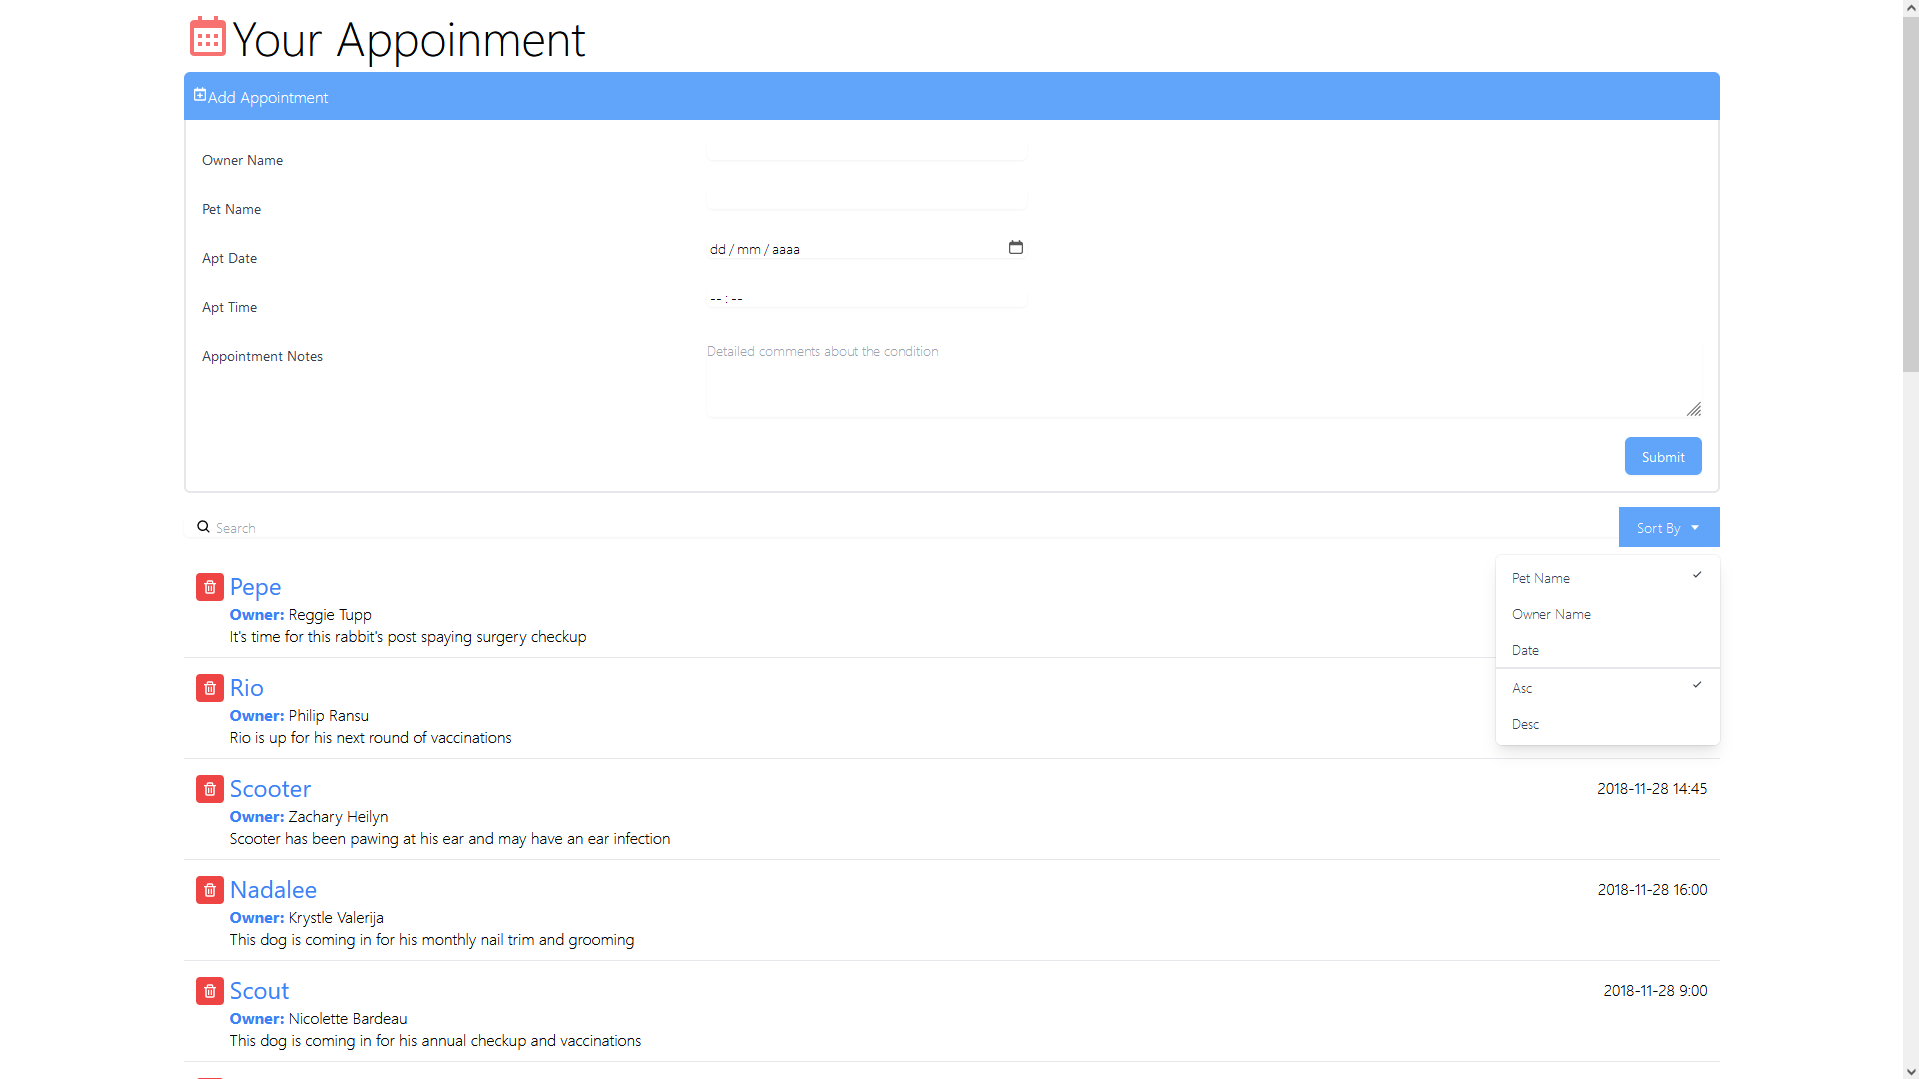 Your Appoinment
Add Appointment
Owner Name
Pet Name
Apt Date
dd / mm / aaaa
Apt Time
-- : --
Appointment Notes
Detailed comments about the condition
Submit
Search
Sort By
Pet Name
Owner Name
Date
Asc
Desc
Pepe
Owner: Reggie Tupp
It's time for this rabbit's post spaying surgery checkup
Rio
Owner: Philip Ransu
Rio is up for his next round of vaccinations
Scooter
2018-11-28 14:45
Owner: Zachary Heilyn
Scooter has been pawing at his ear and may have an ear infection
Nadalee
2018-11-28 16:00
Owner: Krystle Valerija
This dog is coming in for his monthly nail trim and grooming
Scout
2018-11-28 9:00
Owner: Nicolette Bardeau
This dog is coming in for his annual checkup and vaccinations